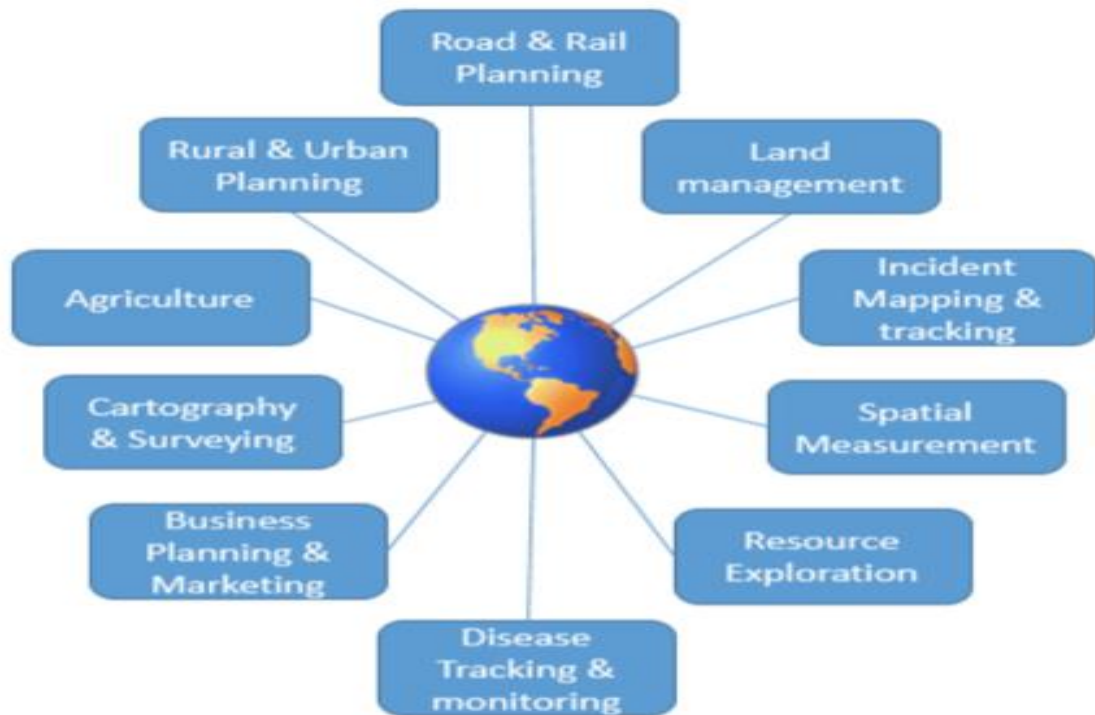 Road & Rail
Planning
Rural & Urban
Planning
Land
management
Agriculture
Incident
Mapping &
tracking
Cartography
& Surveying
Spatial
Measurement
Business
Planning &
Marketing
Resource
Exploration
Disease
Tracking &
monitoring